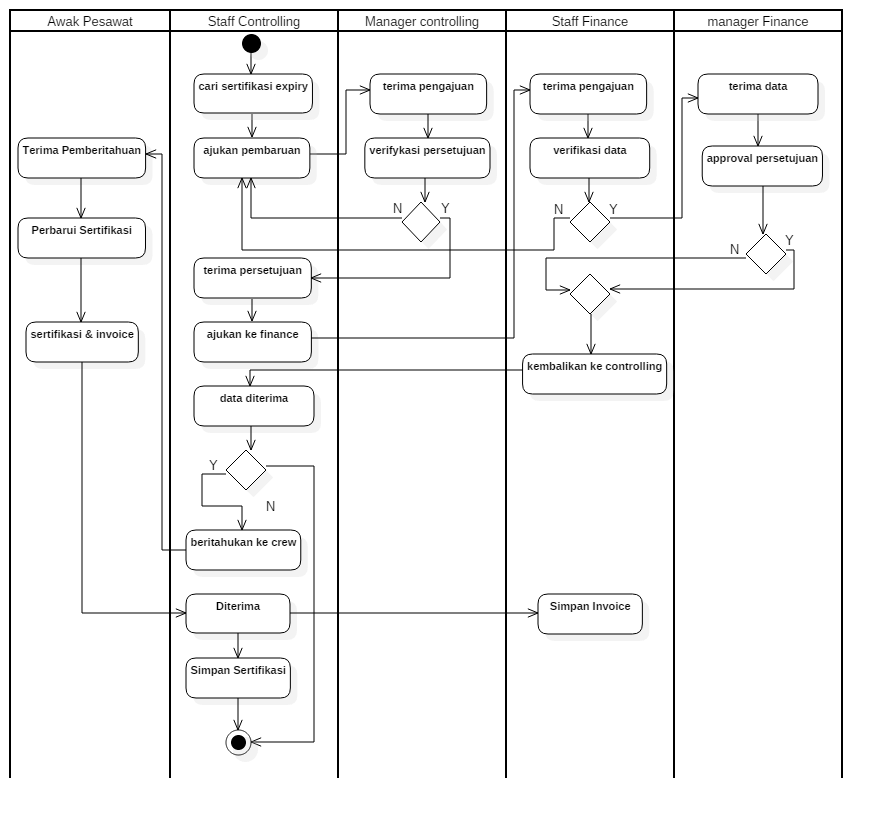 Awak Pesawat
Staff Controlling
Manager controlling
Staff Finance
manager Finance
cari sertifikasi expiry
terima pengajuan
terima pengajuan
terima data
Terima Pemberitahuan
ajukan pembaruan
verifykasi persetujuan
verifikasi data
approval persetujuan
N
Y
N
Y
Perbarui Sertifikasi
N
Y
terima persetujuan
sertifikasi & invoice
ajukan ke finance
kembalikan ke controlling
data diterima
Y
N
beritahukan ke crew
Diterima
Simpan Invoice
Simpan Sertifikasi